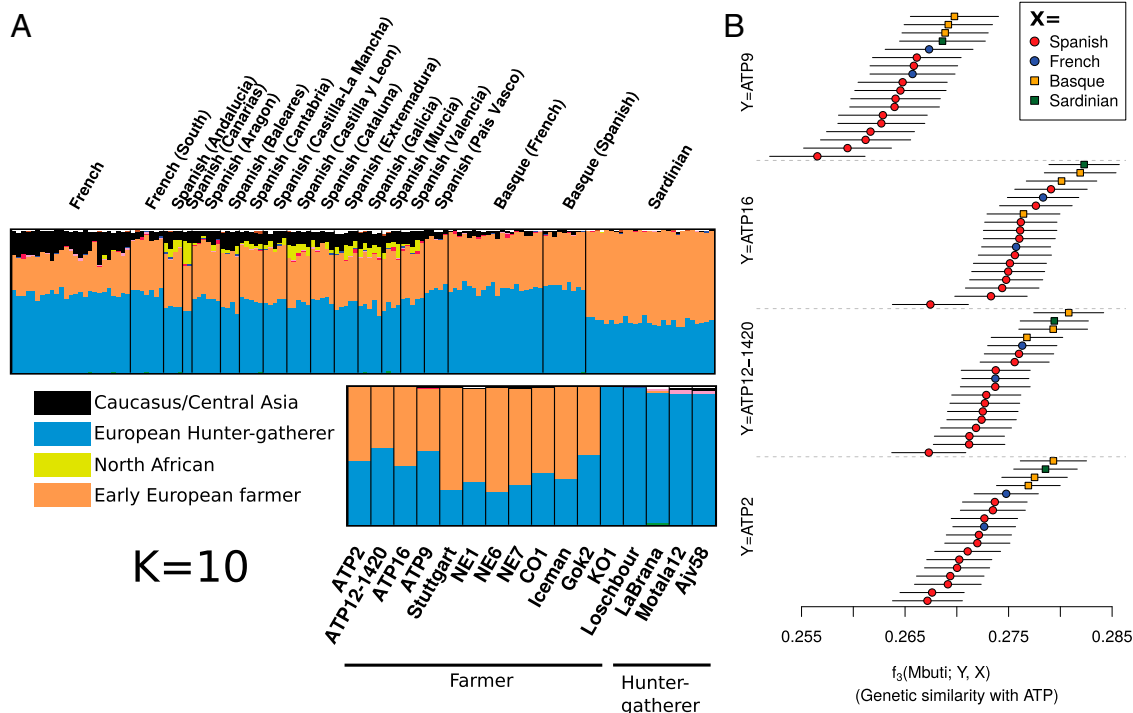 A
French
French (South)
Spanish (Andalucia)
Spanish (Canarias)
Spanish (Aragon)
Spanish (Baleares)
Spanish (Cantabria)
Spanish (Castilla-La Mancha)
Spanish (Castilla y Leon)
Spanish (Cataluna)
Spanish (Extremadura)
Spanish (Galicia)
Spanish (Murcia)
Spanish (Valencia)
Spanish (Pais Vasco)
Basque (French)
Basque (Spanish)
Sardinian
Caucasus/Central Asia
European Hunter-gatherer
North African
Early European farmer
K=10
ATP2
ATP12-1420
ATP16
ATP9
Stuttgart
NE1
NE6
NE7
CO1
Iceman
Gok2
KO1
Loschbour
LaBrana
Motala12
Ajv58
Farmer
Hunter-
gatherer
B
X=
Spanish
French
Basque
Sardinian
Y=ATP9
Y=ATP16
Y=ATP12−1420
Y=ATP2
0.255
0.265
0.275
0.285
f₃(Mbuti; Y, X)
(Genetic similarity with ATP)